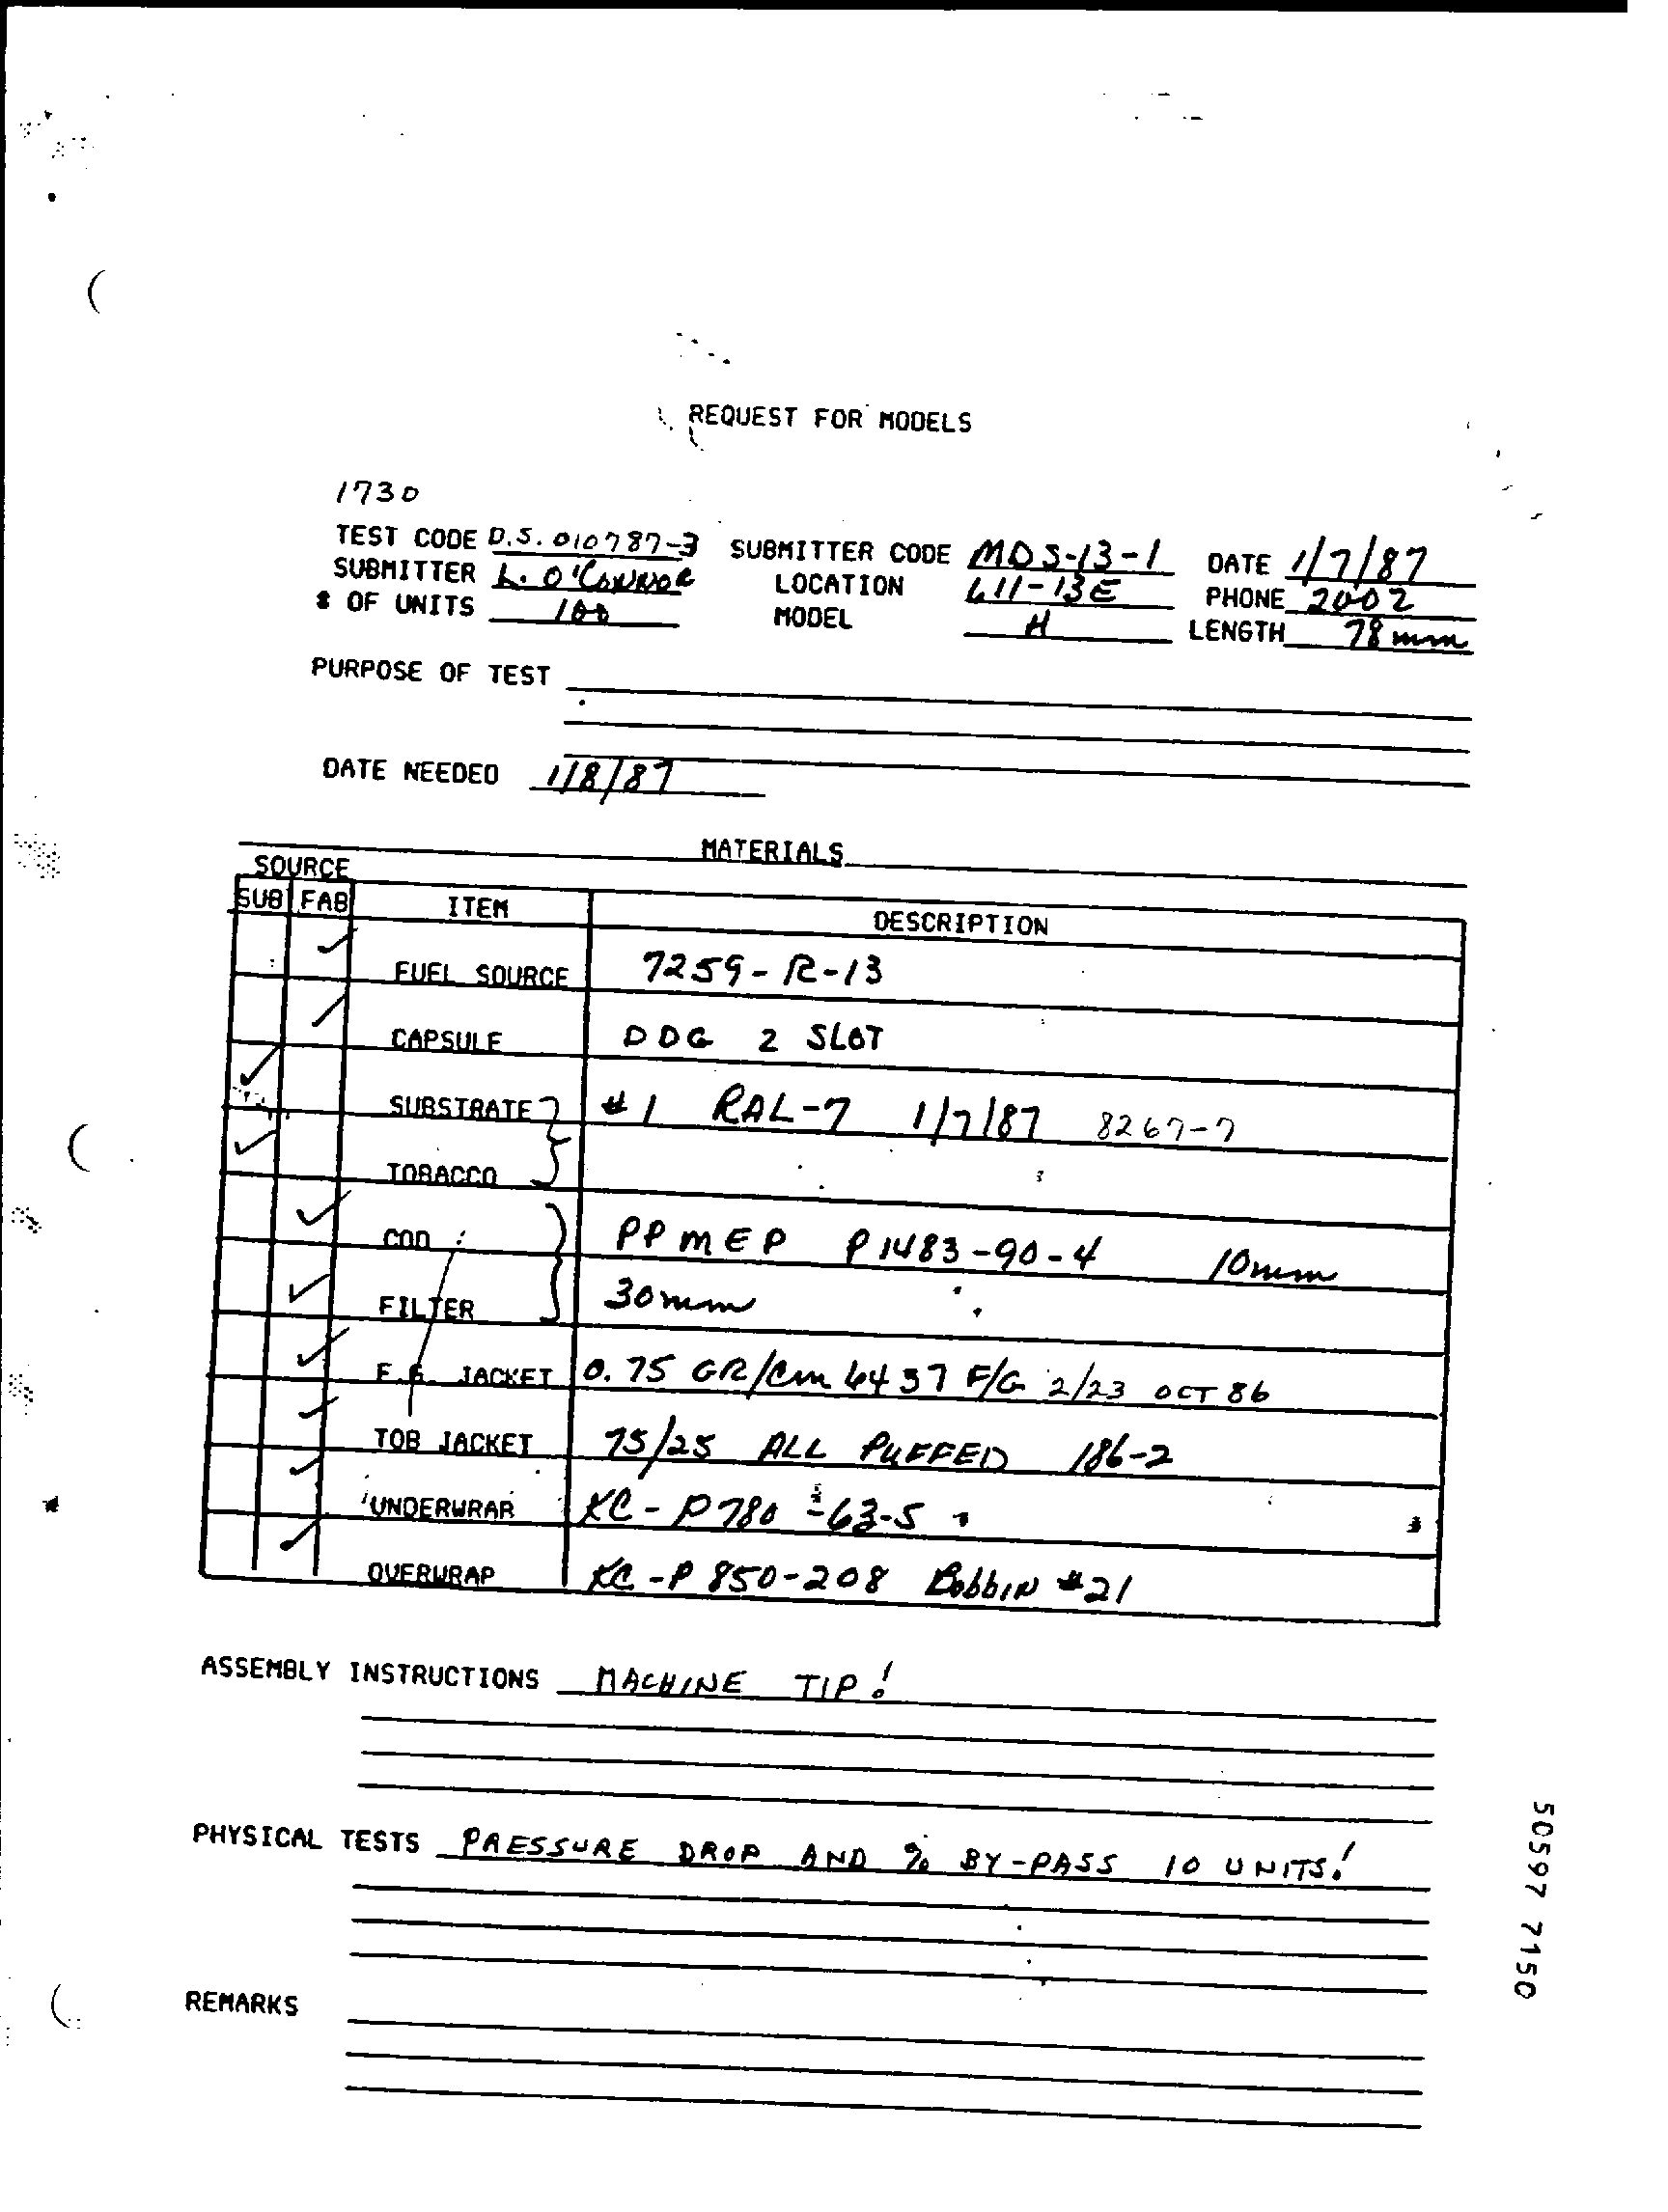 REQUEST FOR MODELS
1730
TEST CODE D.S. 010787-3 SUBMITTER CODE MDS-13-1 DATE 1/7/87
SUBMITTER L. O'CONNOR LOCATION 611-13E PHONE 2002
# OF UNITS 100 MODEL H LENGTH 78 mm
PURPOSE OF TEST
DATE NEEDED 1/8/87
MATERIALS
SOURCE
SUB FAB ITEM DESCRIPTION
✓ FUEL SOURCE 7259-R-13
✓ CAPSULE DDG 2 SLOT
✓ SUBSTRATE #1 RAL-7 1/7/87 8267-7
✓ TOBACCO
✓ COD PPMEP P1483-90-4 10mm
✓ FILTER 30mm
✓ F.G. JACKET 0.75 GR/cm 6437 F/G 2/23 OCT 86
✓ TOB JACKET 75/25 ALL PUFFED 186-2
✓ UNDERWRAP KC-P780-63-5
✓ OVERWRAP KC-P850-208 Bobbin #21
ASSEMBLY INSTRUCTIONS MACHINE TIP!
PHYSICAL TESTS PRESSURE DROP AND % BY-PASS 10 UNITS!
REMARKS
50597 7150